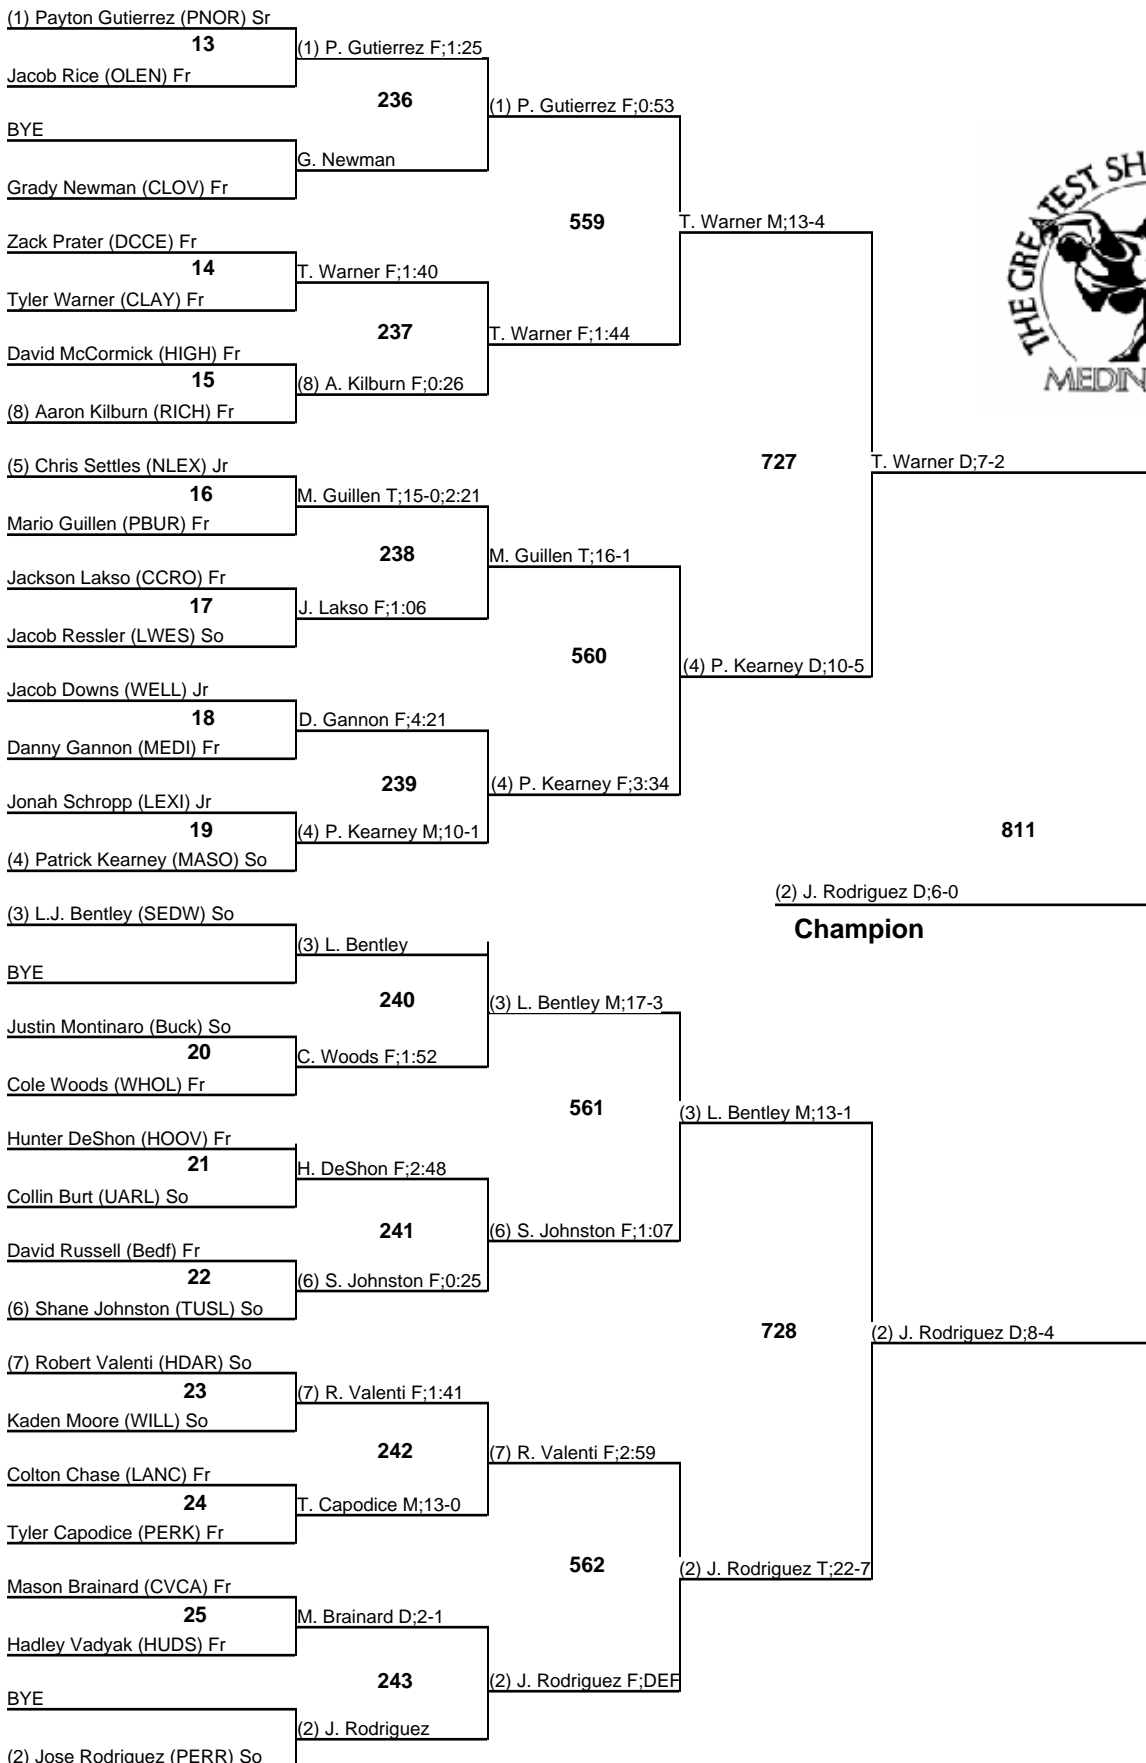 (1) Payton Gutierrez (PNOR) Sr
13
(1) P. Gutierrez F;1:25
Jacob Rice (OLEN) Fr
236
(1) P. Gutierrez F;0:53
BYE
G. Newman
Grady Newman (CLOV) Fr
559
T. Warner M;13-4
Zack Prater (DCCE) Fr
14
T. Warner F;1:40
Tyler Warner (CLAY) Fr
237
T. Warner F;1:44
David McCormick (HIGH) Fr
15
(8) A. Kilburn F;0:26
(8) Aaron Kilburn (RICH) Fr
THE GREATEST SH
MEDIN
727
T. Warner D;7-2
(5) Chris Settles (NLEX) Jr
16
M. Guillen T;15-0;2:21
Mario Guillen (PBUR) Fr
238
M. Guillen T;16-1
Jackson Lakso (CCRO) Fr
17
J. Lakso F;1:06
Jacob Ressler (LWES) So
560
(4) P. Kearney D;10-5
Jacob Downs (WELL) Jr
18
D. Gannon F;4:21
Danny Gannon (MEDI) Fr
239
(4) P. Kearney F;3:34
Jonah Schropp (LEXI) Jr
19
(4) P. Kearney M;10-1
(4) Patrick Kearney (MASO) So
811
(2) J. Rodriguez D;6-0
Champion
(3) L.J. Bentley (SEDW) So
(3) L. Bentley
BYE
240
(3) L. Bentley M;17-3
Justin Montinaro (Buck) So
20
C. Woods F;1:52
Cole Woods (WHOL) Fr
561
(3) L. Bentley M;13-1
Hunter DeShon (HOOV) Fr
21
H. DeShon F;2:48
Collin Burt (UARL) So
241
(6) S. Johnston F;1:07
David Russell (Bedf) Fr
22
(6) S. Johnston F;0:25
(6) Shane Johnston (TUSL) So
728
(2) J. Rodriguez D;8-4
(7) Robert Valenti (HDAR) So
23
(7) R. Valenti F;1:41
Kaden Moore (WILL) So
242
(7) R. Valenti F;2:59
Colton Chase (LANC) Fr
24
T. Capodice M;13-0
Tyler Capodice (PERK) Fr
562
(2) J. Rodriguez T;22-7
Mason Brainard (CVCA) Fr
25
M. Brainard D;2-1
Hadley Vadyak (HUDS) Fr
243
(2) J. Rodriguez F;DEF
BYE
(2) J. Rodriguez
(2) Jose Rodriguez (PERR) So